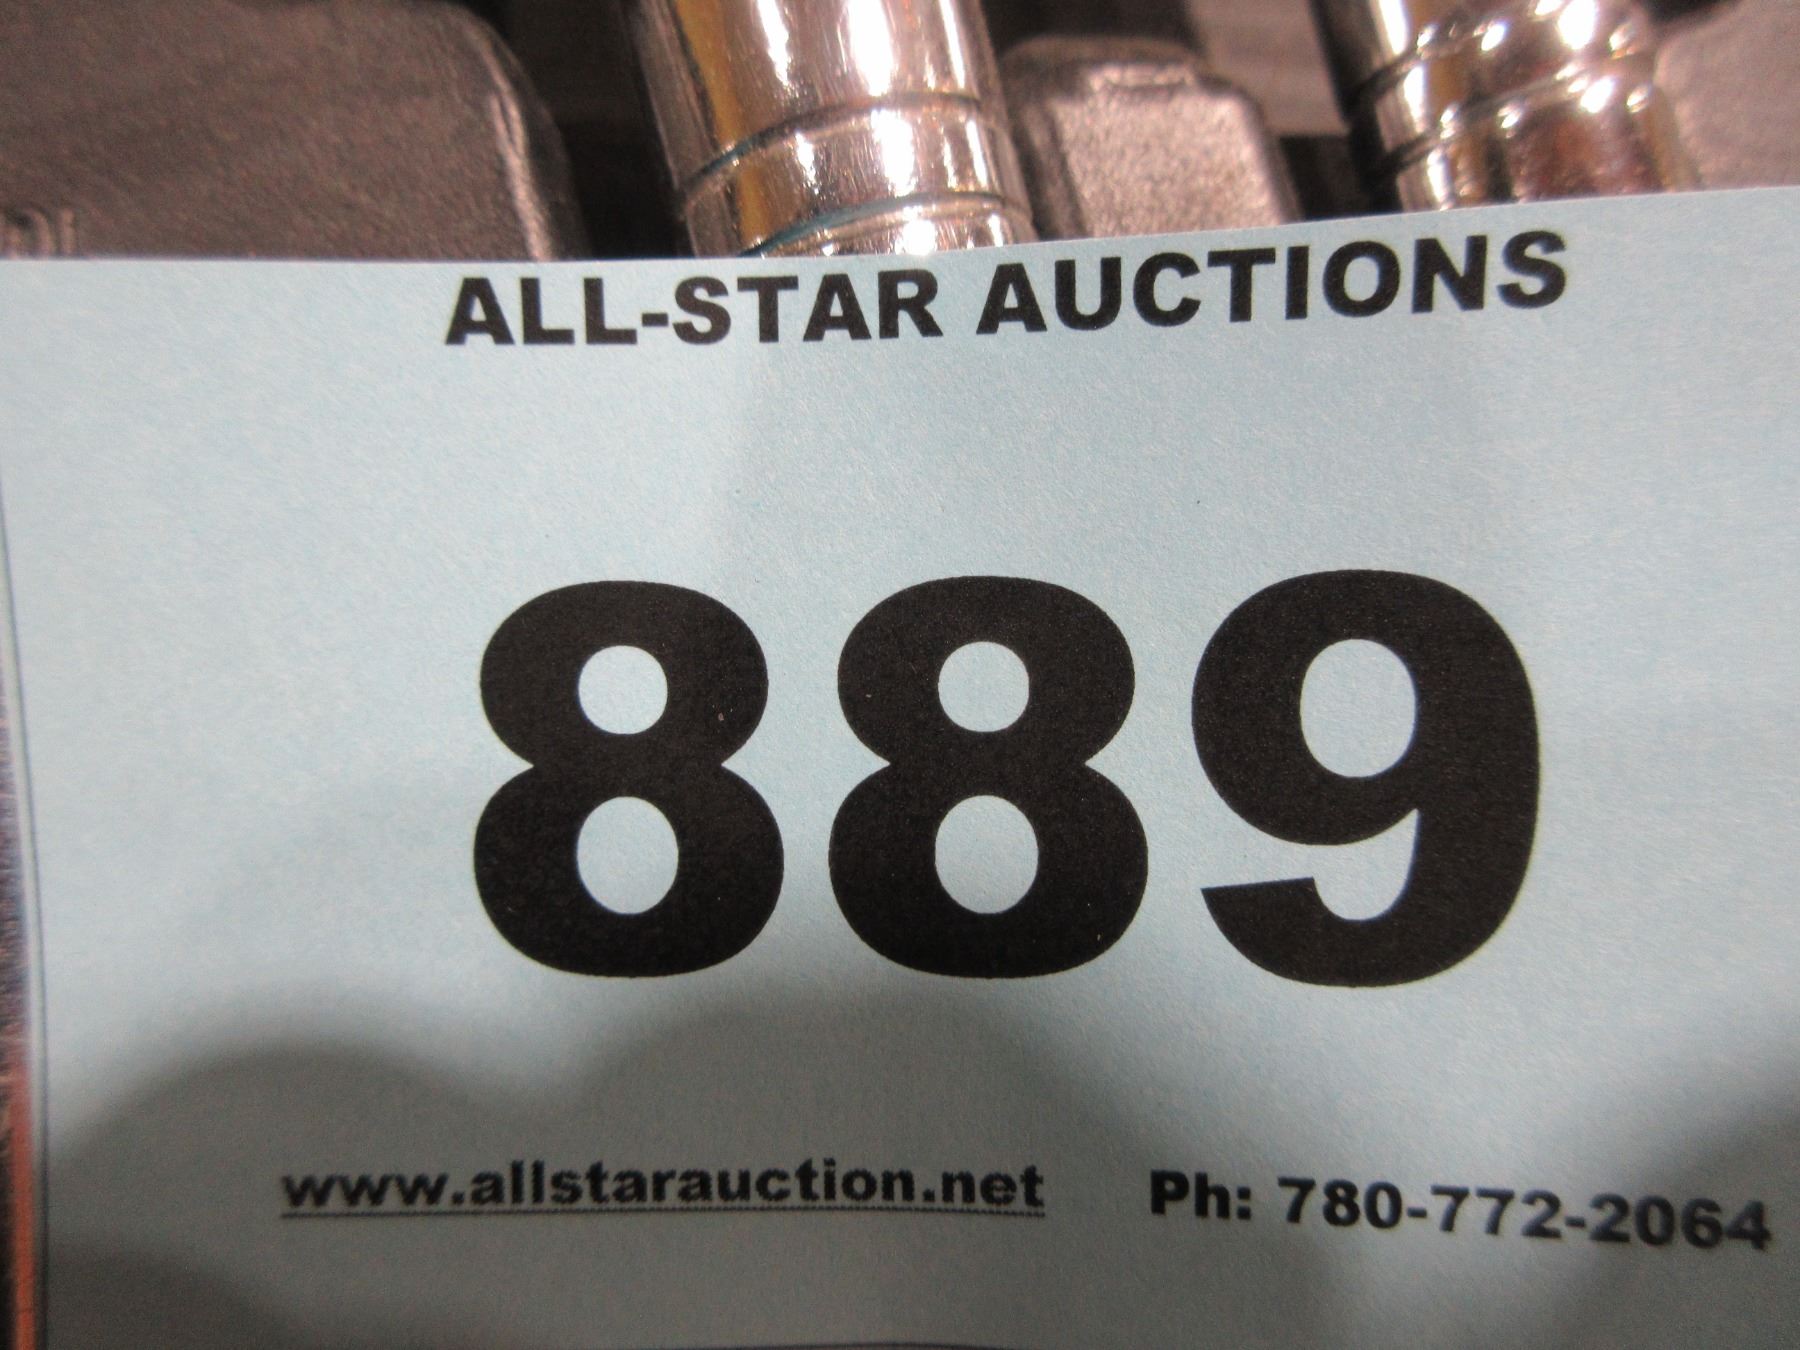 ALL-STAR AUCTIONS
889
www.allstarauction.net Ph: 780-772-2064